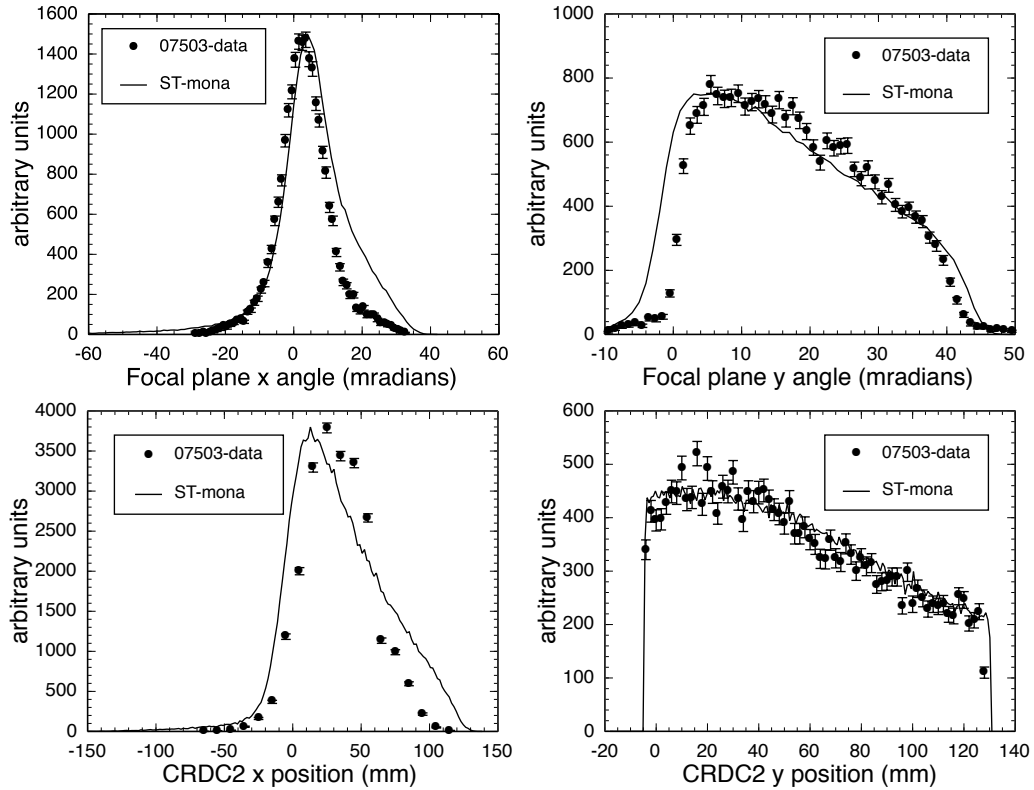 1600
1400
1200
1000
800
600
400
200
0
-60 -40 -20 0 20 40 60
arbitrary units
Focal plane x angle (mradians)
07503-data
ST-mona
1000
800
600
400
200
0
-10 0 10 20 30 40 50
arbitrary units
Focal plane y angle (mradians)
07503-data
ST-mona
4000
3500
3000
2500
2000
1500
1000
500
0
-150 -100 -50 0 50 100 150
arbitrary units
CRDC2 x position (mm)
07503-data
ST-mona
600
500
400
300
200
100
0
-20 0 20 40 60 80 100 120 140
arbitrary units
CRDC2 y position (mm)
07503-data
ST-mona